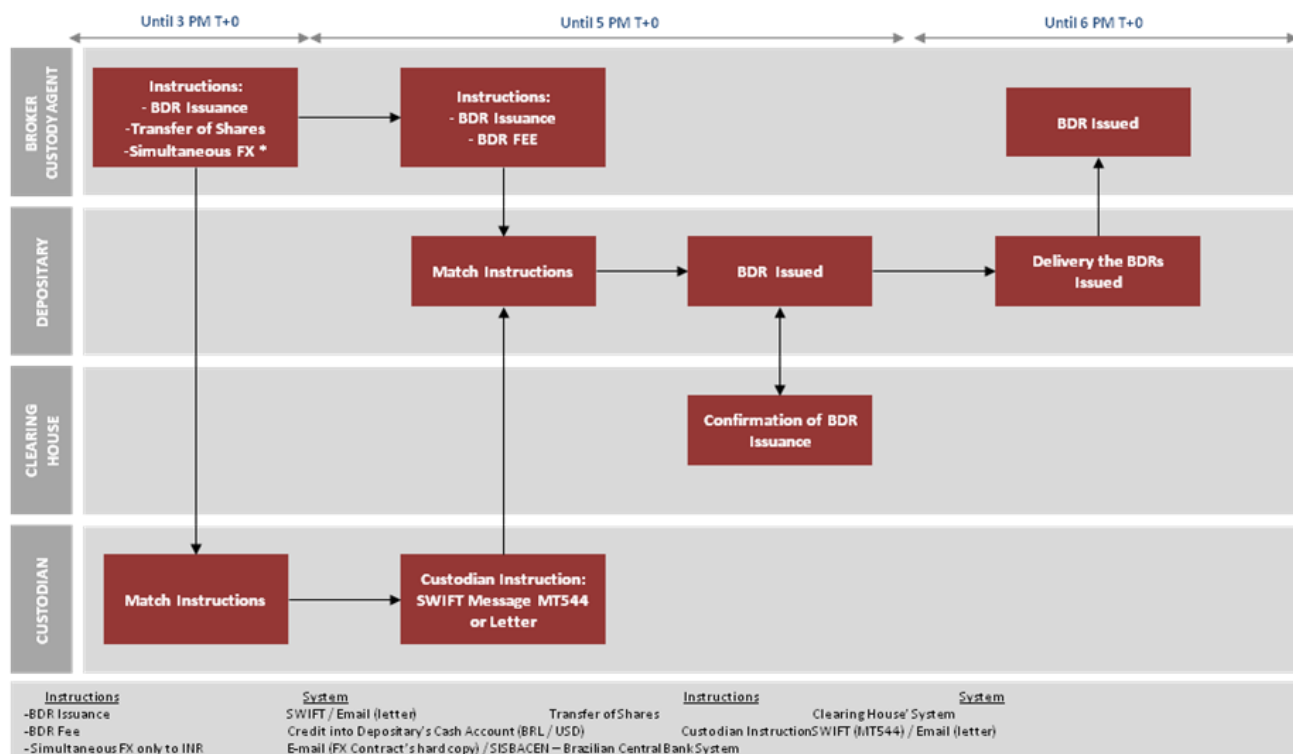 Until 3 PM T+0
Until 5 PM T+0
Until 6 PM T+0
BROKER
CUSTODY AGENT
Instructions:
- BDR Issuance
-Transfer of Shares
-Simultaneous FX *
Instructions:
- BDR Issuance
- BDR FEE
BDR Issued
DEPOSITARY
Match Instructions
BDR Issued
Delivery the BDRs
Issued
CLEARING
HOUSE
Confirmation of BDR
Issuance
CUSTODIAN
Match Instructions
Custodian Instruction:
SWIFT Message MT544
or Letter
Instructions System Instructions System
-BDR Issuance SWIFT / Email (letter) Transfer of Shares Clearing House' System
-BDR Fee Credit into Depositary's Cash Account (BRL / USD) Custodian InstructionSWIFT (MT544) / Email (letter)
-Simultaneous FX only to INR E-mail (FX Contract's hard copy) / SISBACEN – Brazilian Central Bank System